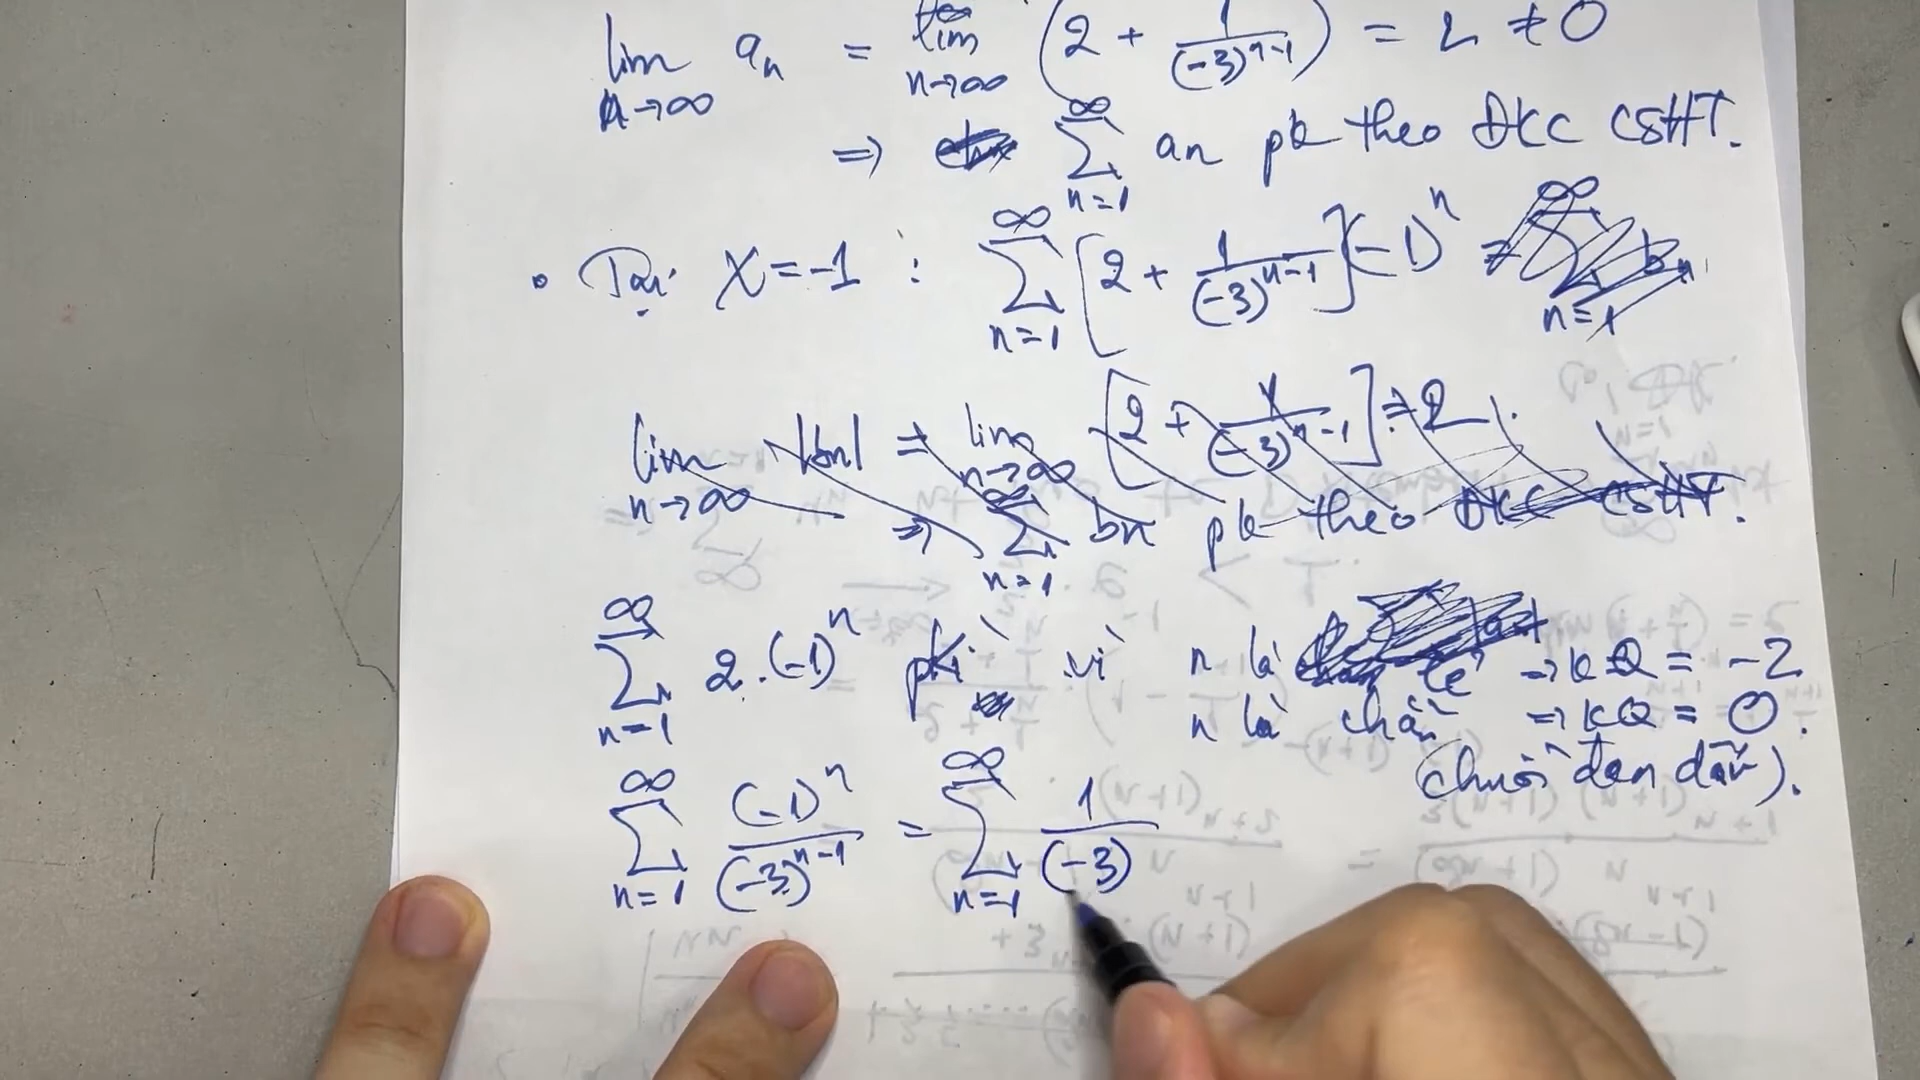 lim n→∞ an = lim n→∞ (2 + 1/(-3)^{n-1}) = 2 ≠ 0
⇒ ∑_{n=1}^{∞} an pk theo ĐKC CSHT.
• Tại X = -1 : ∑_{n=1}^{∞} [2 + 1/(-3)^{n-1}] (-1)^n
lim n→∞ |bn| = lim n→∞ [2 + 1/(-3)^{n-1}] = 2
⇒ ∑_{n=1}^{∞} bn pk theo ĐKC CSHT.
∑_{n=1}^{∞} 2.(-1)^n pkì vì n là lẻ ⇒ KQ = -2
n là chẵn ⇒ KQ = 0.
(chuỗi đan dấu).
∑_{n=1}^{∞} (-1)^n/(-3)^{n-1} = ∑_{n=1}^{∞} 1/(-3)